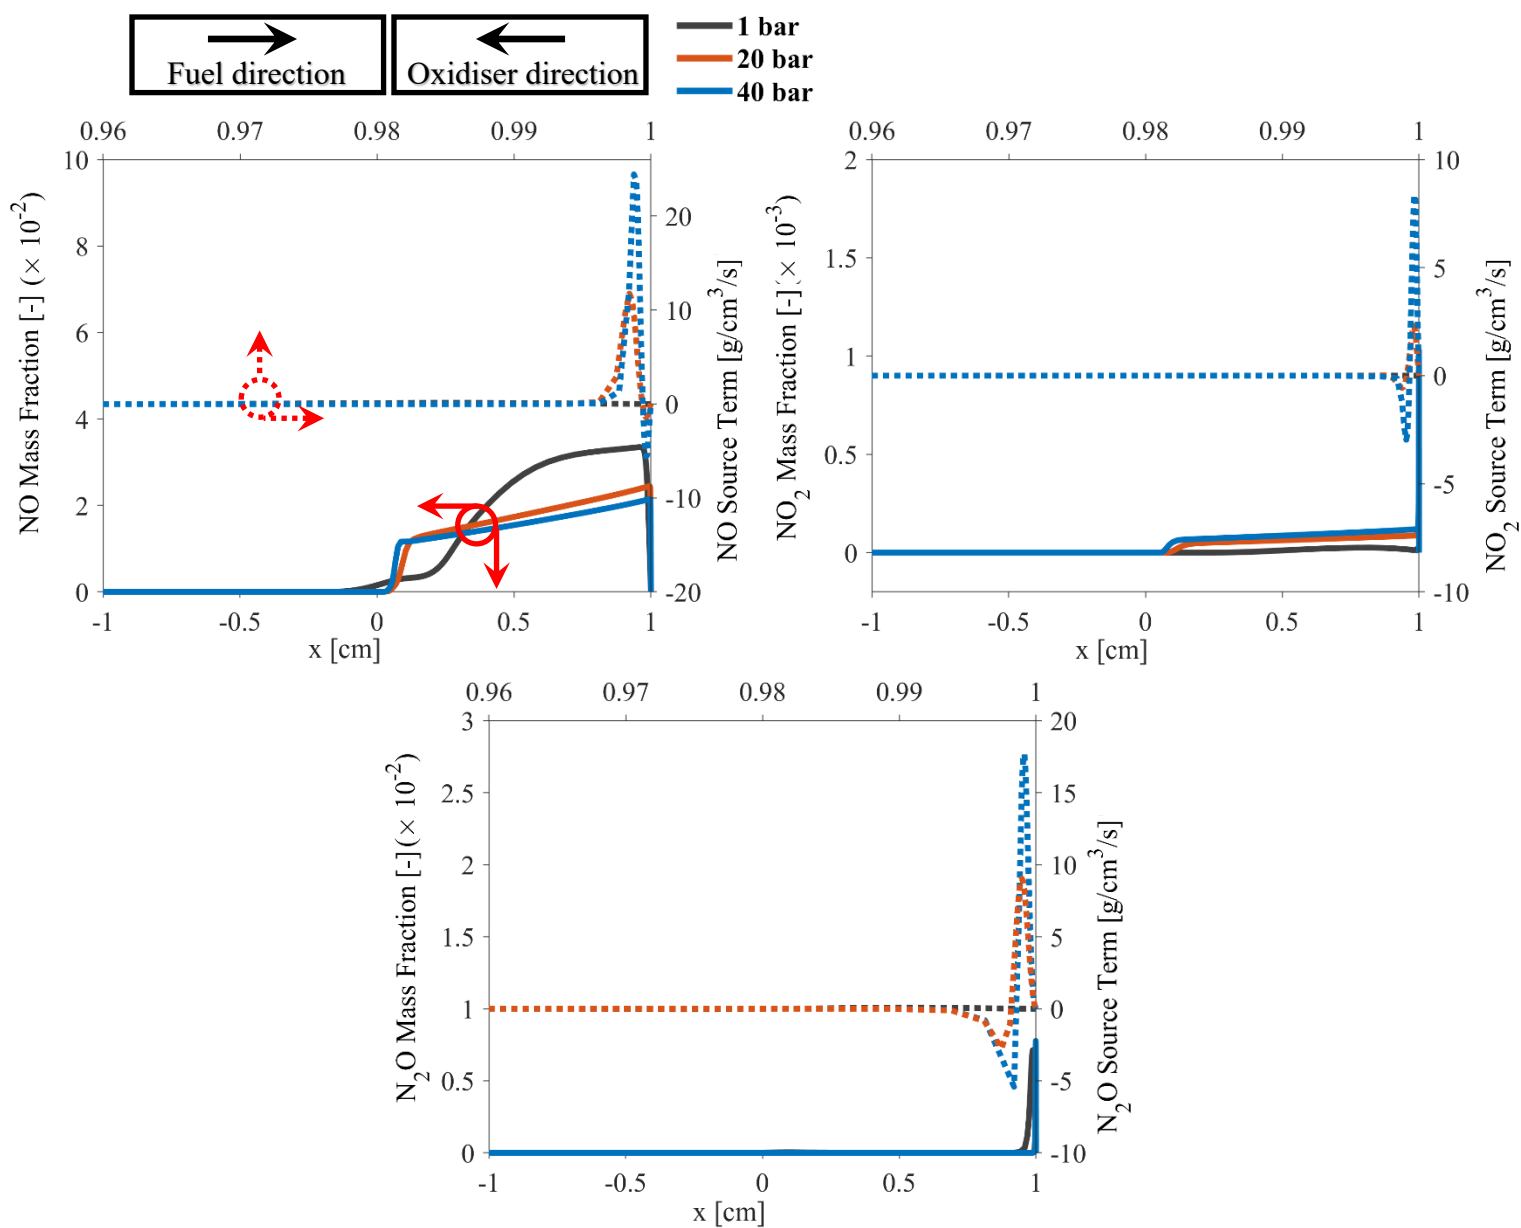 Fuel direction
Oxidiser direction
1 bar
20 bar
40 bar
0.96 0.97 0.98 0.99 1
10
8
6
4
2
0
NO Mass Fraction [-] (× 10^-2)
20
10
0
-10
-20
NO Source Term [g/cm^3/s]
-1 -0.5 0 0.5 1
x [cm]
0.96 0.97 0.98 0.99 1
2
1.5
1
0.5
0
NO_2 Mass Fraction [-] (× 10^-3)
10
5
0
-5
-10
NO_2 Source Term [g/cm^3/s]
-1 -0.5 0 0.5 1
x [cm]
0.96 0.97 0.98 0.99 1
3
2.5
2
1.5
1
0.5
0
N_2O Mass Fraction [-] (× 10^-2)
20
15
10
5
0
-5
-10
N_2O Source Term [g/cm^3/s]
-1 -0.5 0 0.5 1
x [cm]